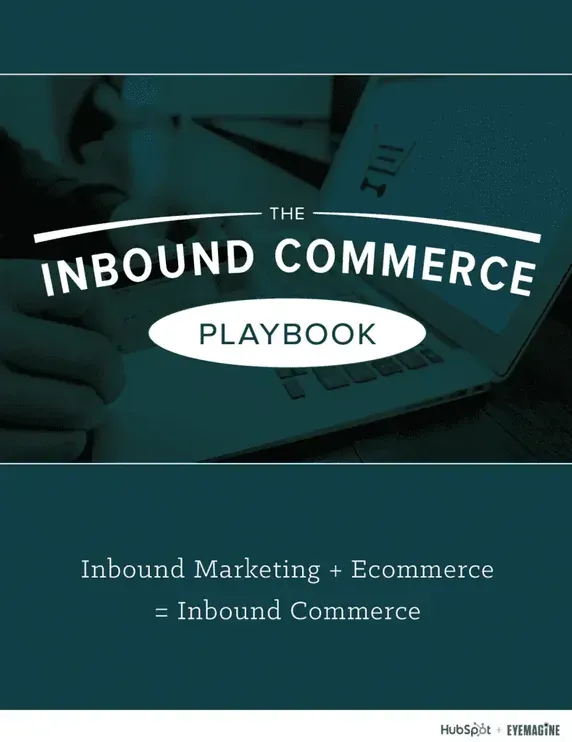 THE
INBOUND COMMERCE
PLAYBOOK
Inbound Marketing + Ecommerce
= Inbound Commerce
HubSpot + EYEMAGINE